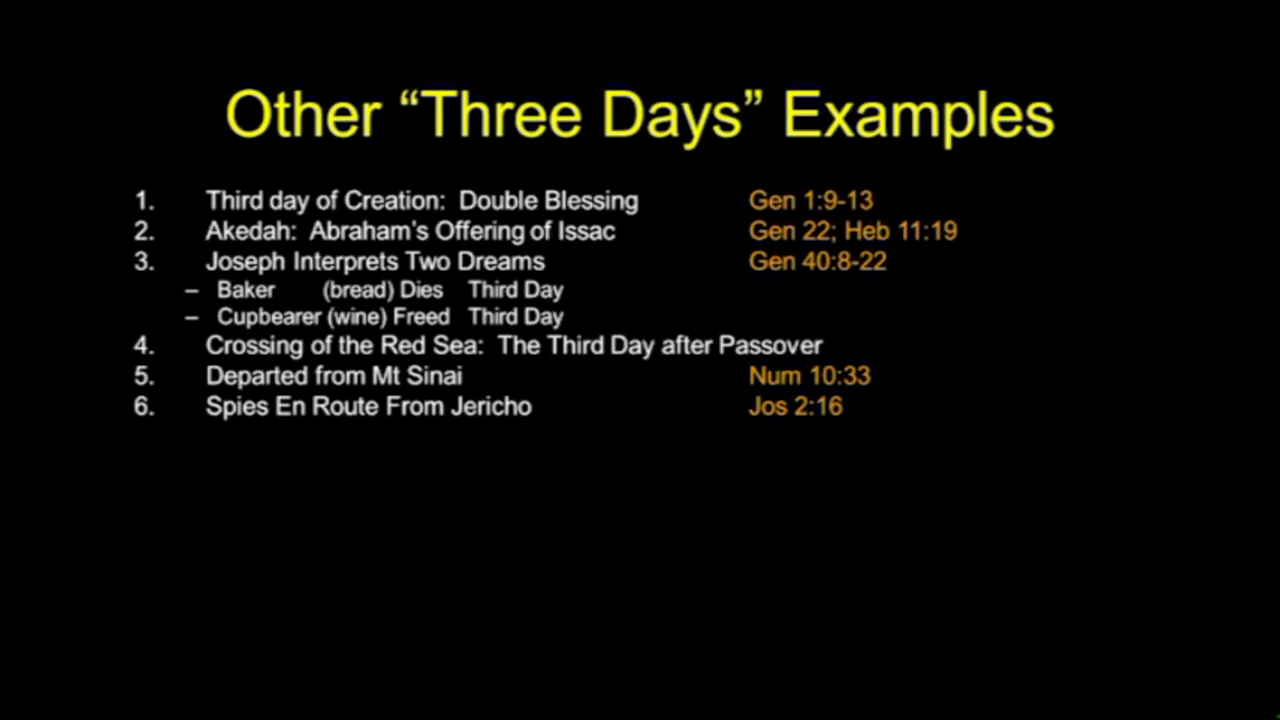 Other “Three Days” Examples
1. Third day of Creation: Double Blessing Gen 1:9-13
2. Akedah: Abraham’s Offering of Issac Gen 22; Heb 11:19
3. Joseph Interprets Two Dreams Gen 40:8-22
– Baker (bread) Dies Third Day
– Cupbearer (wine) Freed Third Day
4. Crossing of the Red Sea: The Third Day after Passover
5. Departed from Mt Sinai Num 10:33
6. Spies En Route From Jericho Jos 2:16